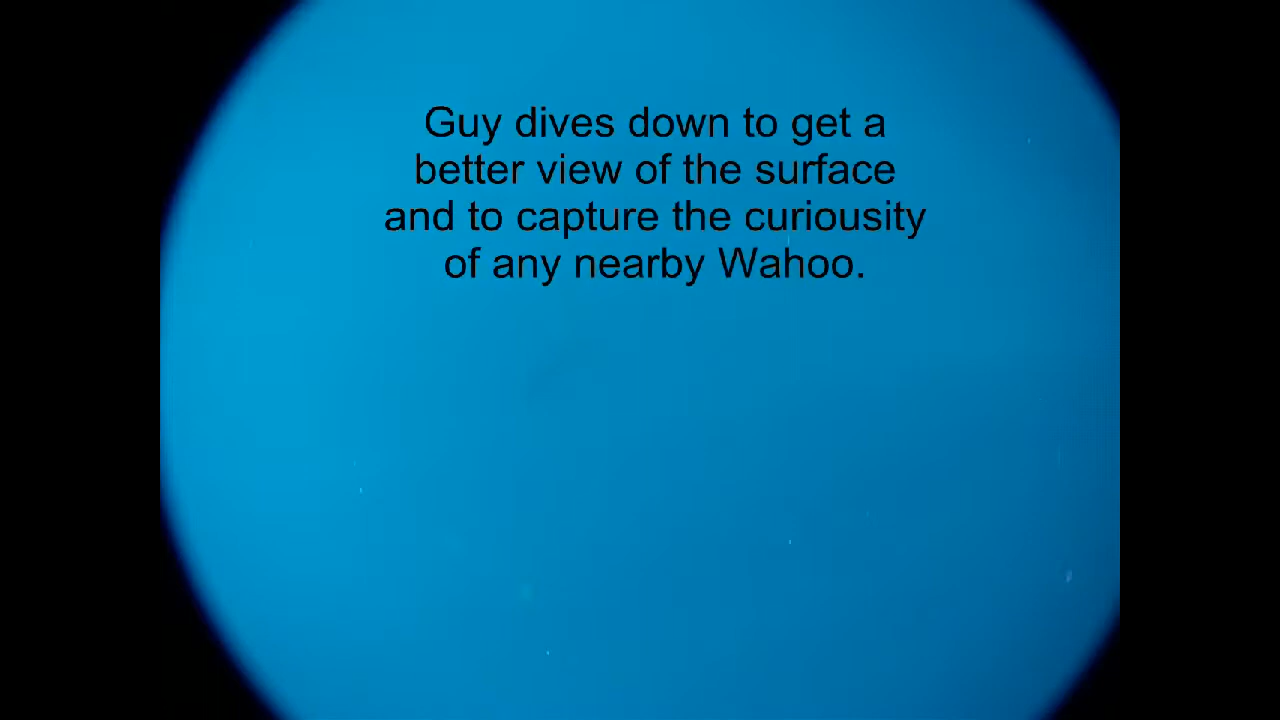 Guy dives down to get a
better view of the surface
and to capture the curiousity
of any nearby Wahoo.